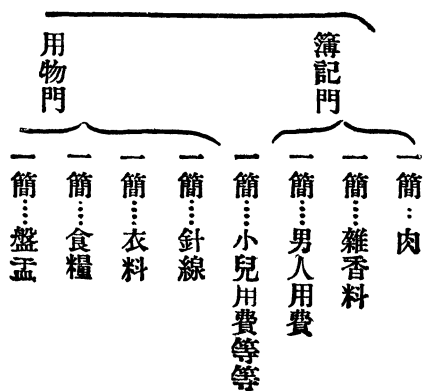 簿記門
一簡‥肉
一簡‥‥雜香料
一簡‥‥男人用費
一簡‥‥小兒用費等等
用物門
一簡‥‥針線
一簡‥‥衣料
一簡‥‥食糧
一簡‥‥盤盂